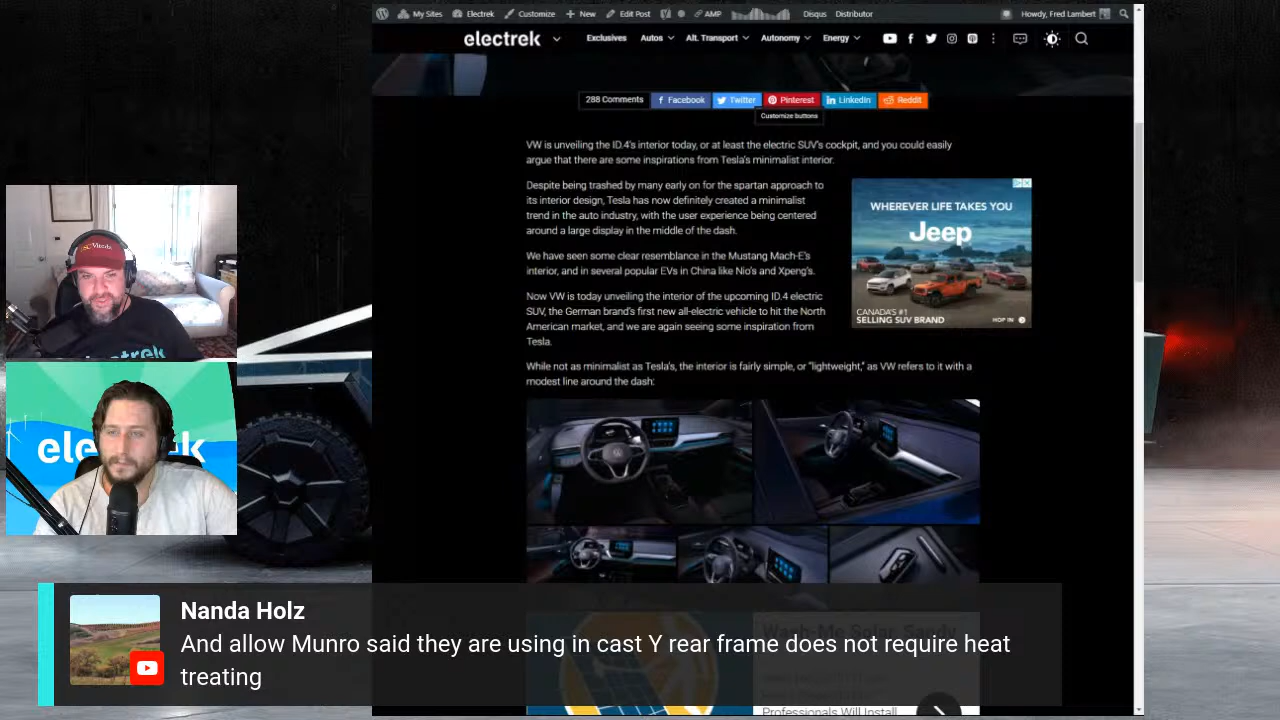 My Sites Electrek Customize New Edit Post AMP Disqus Distributor Howdy, Fred Lambert
electrek Exclusives Autos Alt. Transport Autonomy Energy
288 Comments Facebook Twitter Pinterest LinkedIn Reddit
Customize buttons
VW is unveiling the ID.4's interior today, or at least the electric SUV's cockpit, and you could easily
argue that there are some inspirations from Tesla's minimalist interior.
Despite being trashed by many early on for the spartan approach to
its interior design, Tesla has now definitely created a minimalist
trend in the auto industry, with the user experience being centered
around a large display in the middle of the dash.
We have seen some clear resemblance in the Mustang Mach-E's
interior, and in several popular EVs in China like Nio's and Xpeng's.
Now VW is today unveiling the interior of the upcoming ID.4 electric
SUV, the German brand's first new all-electric vehicle to hit the North
American market, and we are again seeing some inspiration from
Tesla.
WHEREVER LIFE TAKES YOU
Jeep
CANADA'S #1
SELLING SUV BRAND
HOP IN
While not as minimalist as Tesla's, the interior is fairly simple, or "lightweight," as VW refers to it with a
modest line around the dash:
electrek
Nanda Holz
And allow Munro said they are using in cast Y rear frame does not require heat
treating
Professionals Will Install